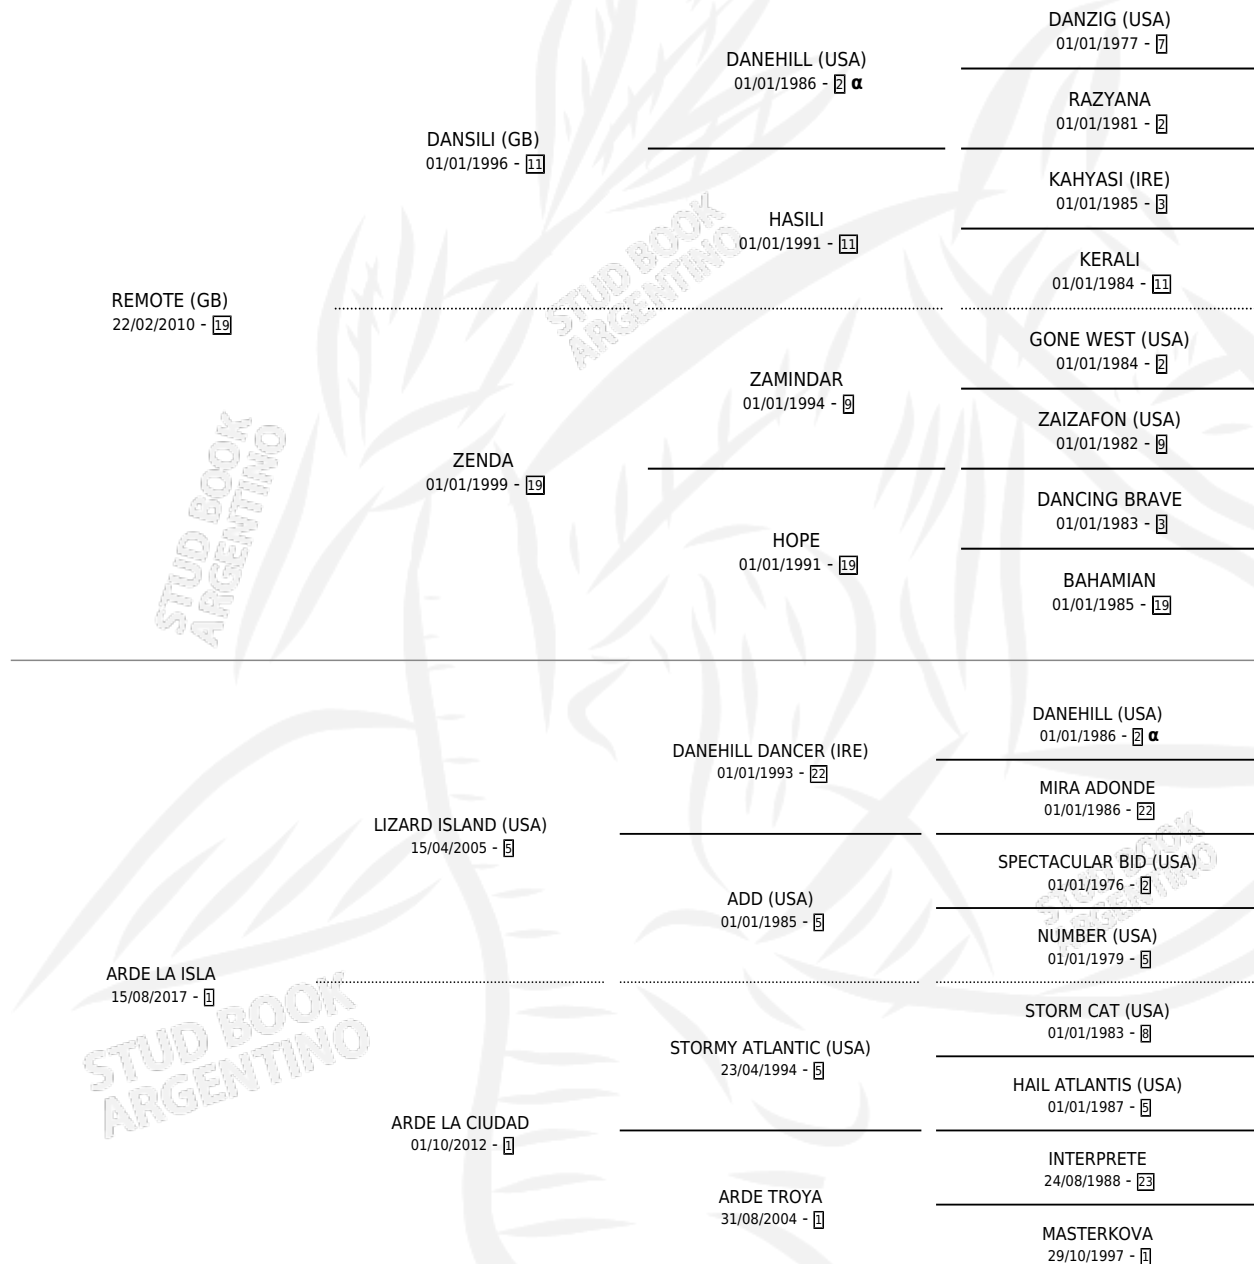 DANZIG (USA)
01/01/1977 - 7
DANEHILL (USA)
01/01/1986 - 2 α
RAZYANA
01/01/1981 - 2
DANSILI (GB)
01/01/1996 - 11
KAHYASI (IRE)
01/01/1985 - 3
HASILI
01/01/1991 - 11
KERALI
01/01/1984 - 11
REMOTE (GB)
22/02/2010 - 19
GONE WEST (USA)
01/01/1984 - 2
ZAMINDAR
01/01/1994 - 9
ZAIZAFON (USA)
01/01/1982 - 9
ZENDA
01/01/1999 - 19
DANCING BRAVE
01/01/1983 - 3
HOPE
01/01/1991 - 19
BAHAMIAN
01/01/1985 - 19
DANEHILL (USA)
01/01/1986 - 2 α
DANEHILL DANCER (IRE)
01/01/1993 - 22
MIRA ADONDE
01/01/1986 - 22
LIZARD ISLAND (USA)
15/04/2005 - 5
SPECTACULAR BID (USA)
01/01/1976 - 2
ADD (USA)
01/01/1985 - 5
NUMBER (USA)
01/01/1979 - 5
ARDE LA ISLA
15/08/2017 - 1
STORM CAT (USA)
01/01/1983 - 8
STORMY ATLANTIC (USA)
23/04/1994 - 5
HAIL ATLANTIS (USA)
01/01/1987 - 5
ARDE LA CIUDAD
01/10/2012 - 1
INTERPRETE
24/08/1988 - 23
ARDE TROYA
31/08/2004 - 1
MASTERKOVA
29/10/1997 - 1
STUD BOOK
ARGENTINO
STUD BOOK
ARGENTINO
STUD BOOK
ARGENTINO
STUD BOOK
ARGENTINO